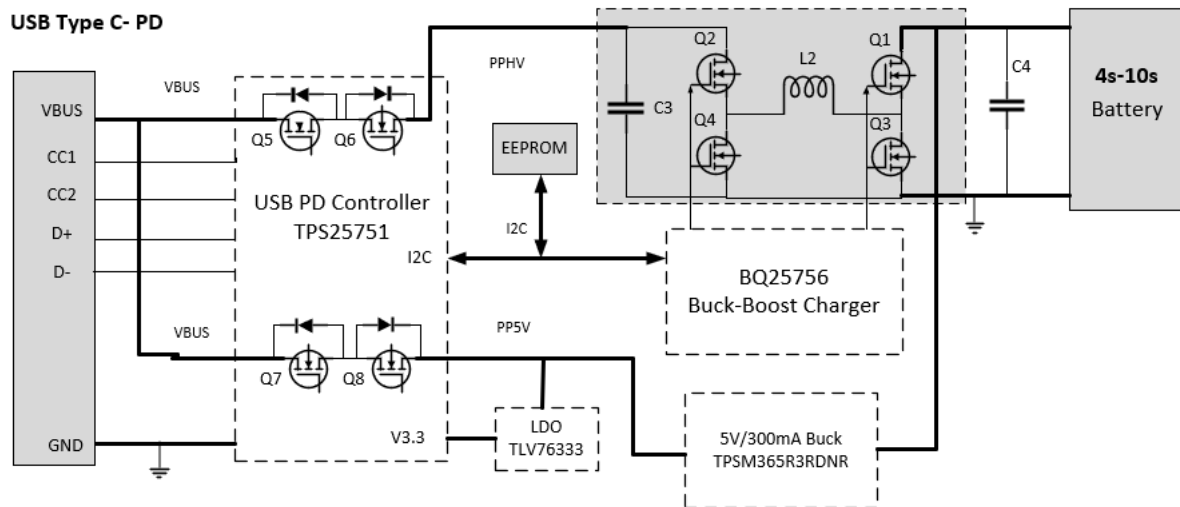 USB Type C- PD
VBUS
CC1
CC2
D+
D-
GND
VBUS
Q5
Q6
USB PD Controller
TPS25751
I2C
VBUS
Q7
Q8
V3.3
PPHV
EEPROM
I2C
PP5V
LDO
TLV76333
C3
Q2
Q4
L2
Q1
Q3
C4
4s-10s
Battery
BQ25756
Buck-Boost Charger
5V/300mA Buck
TPSM365R3RDNR